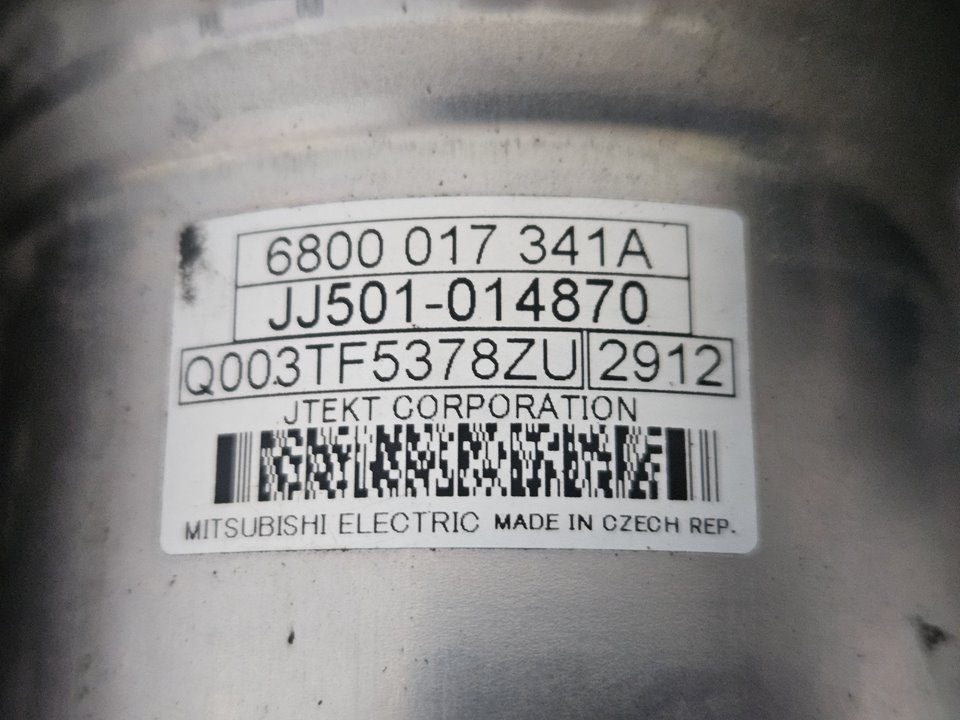 6800 017 341A
JJ501-014870
Q003TF5378ZU 2912
JTEKT CORPORATION
MITSUBISHI ELECTRIC MADE IN CZECH REP.